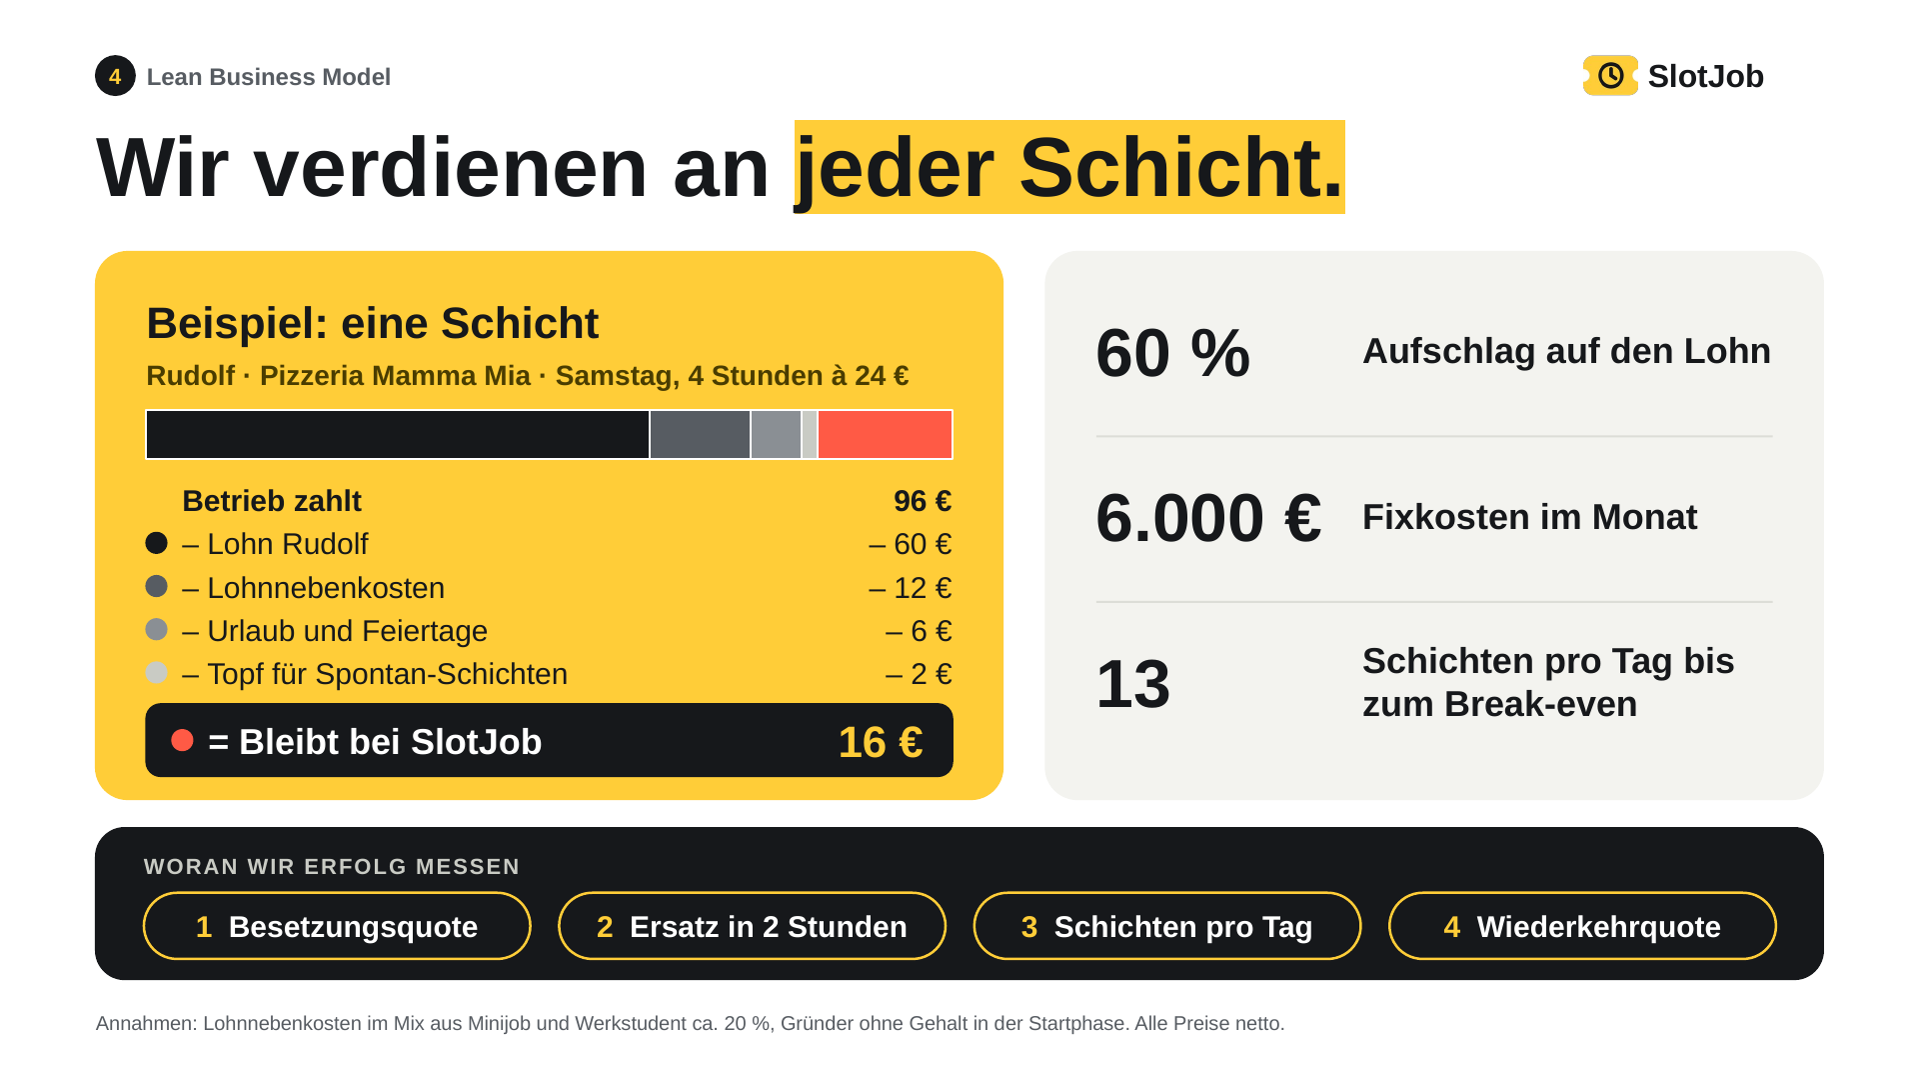 4 Lean Business Model
SlotJob
Wir verdienen an jeder Schicht.
Beispiel: eine Schicht
Rudolf · Pizzeria Mamma Mia · Samstag, 4 Stunden à 24 €
Betrieb zahlt 96 €
– Lohn Rudolf – 60 €
– Lohnnebenkosten – 12 €
– Urlaub und Feiertage – 6 €
– Topf für Spontan-Schichten – 2 €
= Bleibt bei SlotJob 16 €
60 % Aufschlag auf den Lohn
6.000 € Fixkosten im Monat
13 Schichten pro Tag bis
zum Break-even
WORAN WIR ERFOLG MESSEN
1 Besetzungsquote
2 Ersatz in 2 Stunden
3 Schichten pro Tag
4 Wiederkehrquote
Annahmen: Lohnnebenkosten im Mix aus Minijob und Werkstudent ca. 20 %, Gründer ohne Gehalt in der Startphase. Alle Preise netto.